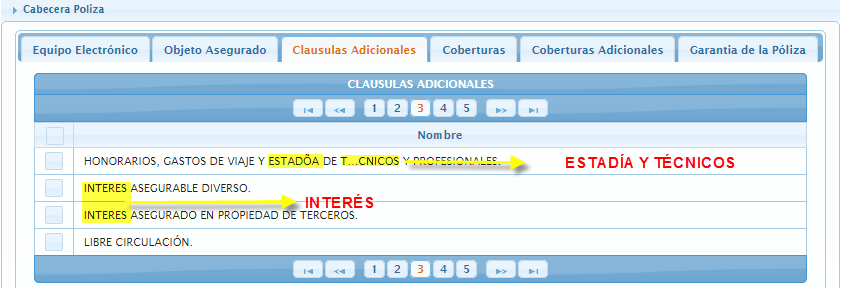 Cabecera Poliza
Equipo Electrónico Objeto Asegurado Clausulas Adicionales Coberturas Coberturas Adicionales Garantia de la Póliza
CLAUSULAS ADICIONALES
1 2 3 4 5
Nombre
HONORARIOS, GASTOS DE VIAJE Y ESTADÖA DE T...CNICOS Y PROFESIONALES. ESTADÍA Y TÉCNICOS
INTERES ASEGURABLE DIVERSO.
INTERÉS
INTERES ASEGURADO EN PROPIEDAD DE TERCEROS.
LIBRE CIRCULACIÓN.
1 2 3 4 5